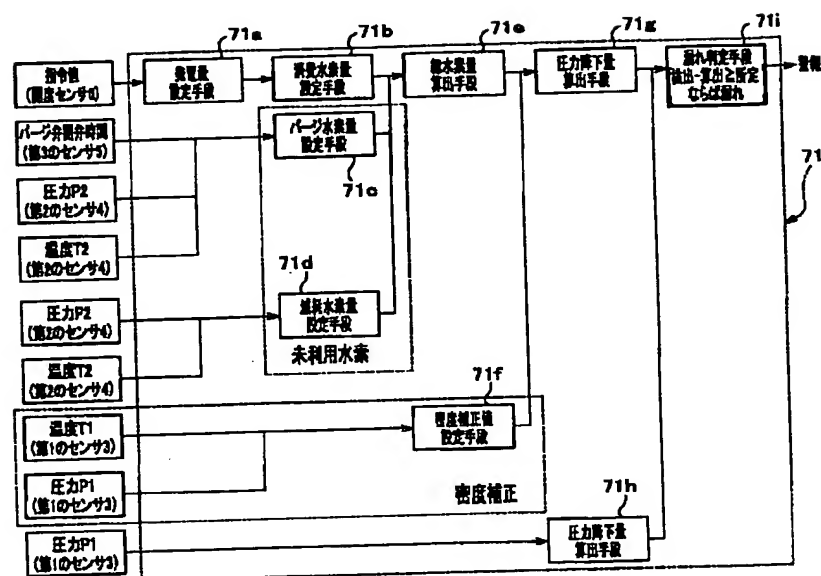 71a
71b
71e
71g
71i
指令値
(開度センサ6)
発電量
設定手段
消費水素量
設定手段
総水素量
算出手段
圧力降下量
算出手段
漏れ判定手段
検出-算出≧所定
ならば漏れ
警報
パージ弁開弁時間
(第3のセンサ5)
パージ水素量
設定手段
71c
71
圧力P2
(第2のセンサ4)
温度T2
(第2のセンサ4)
71d
透過水素量
設定手段
圧力P2
(第2のセンサ4)
未利用水素
温度T2
(第2のセンサ4)
71f
温度T1
(第1のセンサ3)
密度補正値
設定手段
圧力P1
(第1のセンサ3)
密度補正
71h
圧力P1
(第1のセンサ3)
圧力降下量
算出手段